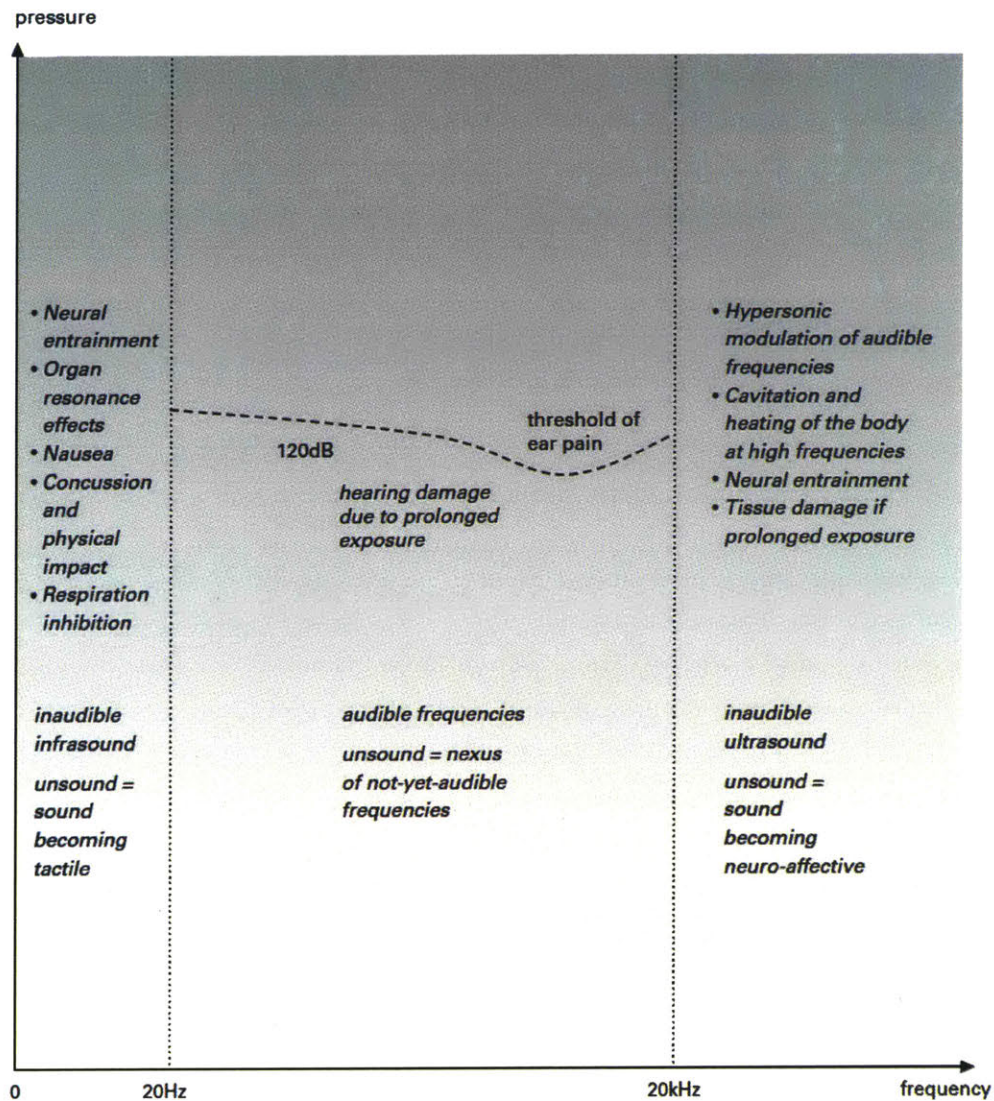 pressure
• Neural
entrainment
• Organ
resonance
effects
• Nausea
• Concussion
and
physical
impact
• Respiration
inhibition
120dB
threshold of
ear pain
hearing damage
due to prolonged
exposure
• Hypersonic
modulation of audible
frequencies
• Cavitation and
heating of the body
at high frequencies
• Neural entrainment
• Tissue damage if
prolonged exposure
inaudible
infrasound
unsound =
sound
becoming
tactile
audible frequencies
unsound = nexus
of not-yet-audible
frequencies
inaudible
ultrasound
unsound =
sound
becoming
neuro-affective
0
20Hz
20kHz
frequency